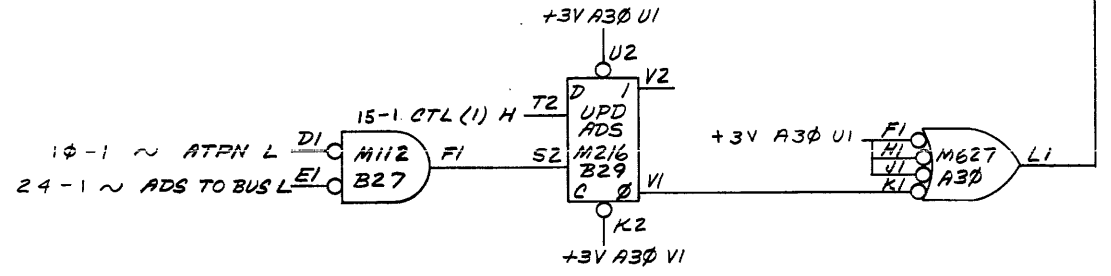 +3V A3Ø U1
U2
D 1
V2
15-1 CTL (1) H
T2
UPD
ADS
M216
B29
C Ø
+3V A3Ø U1
F1
H1
J1
K1
M627
A3Ø
L1
1Ø-1 ~ ATPN L
D1
M112
B27
F1
S2
24-1 ~ ADS TO BUS L
E1
V1
K2
+3V A3Ø V1